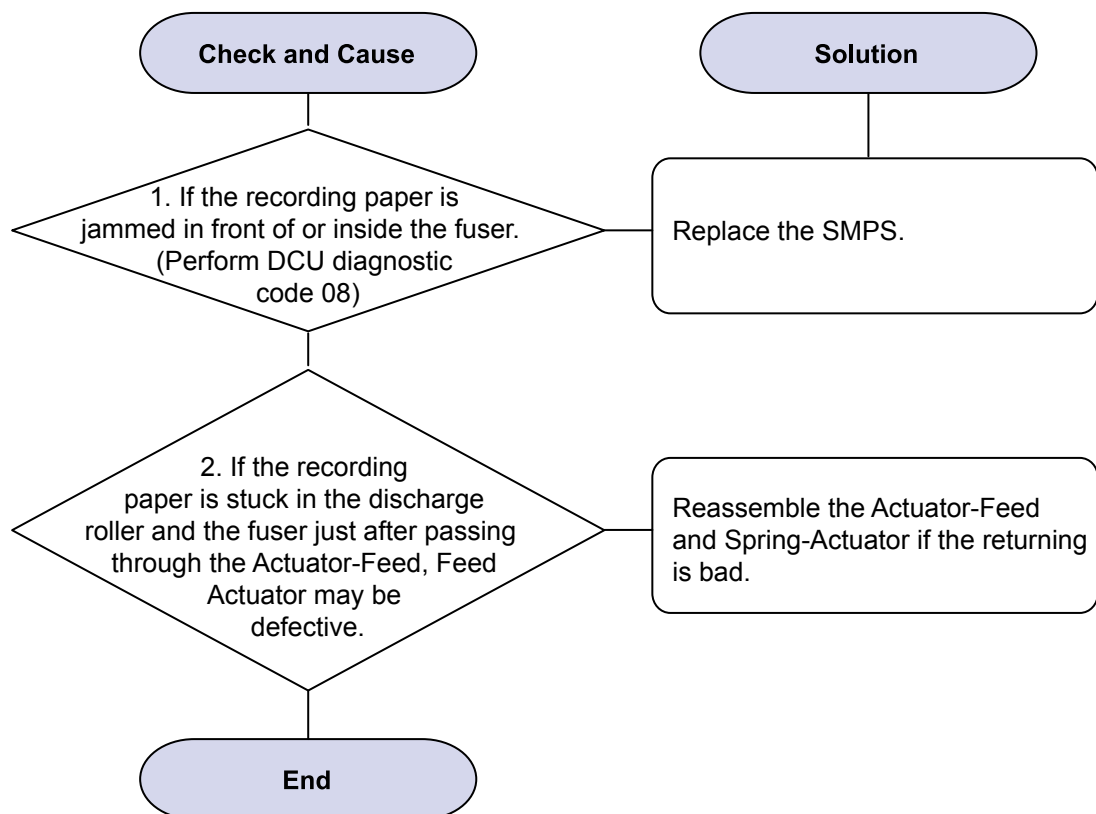 Check and Cause
Solution
1. If the recording paper is
jammed in front of or inside the fuser.
(Perform DCU diagnostic
code 08)
Replace the SMPS.
2. If the recording
paper is stuck in the discharge
roller and the fuser just after passing
through the Actuator-Feed, Feed
Actuator may be
defective.
Reassemble the Actuator-Feed
and Spring-Actuator if the returning
is bad.
End